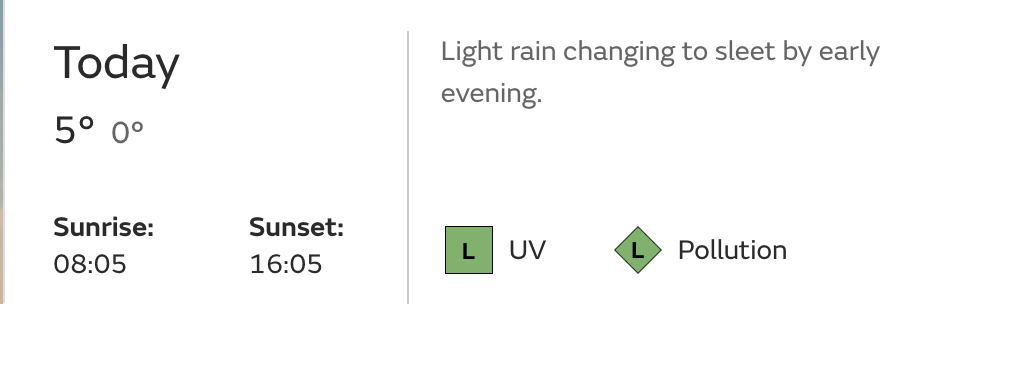 Today
5° 0°
Sunrise:
08:05
Sunset:
16:05
Light rain changing to sleet by early
evening.
L UV
L Pollution